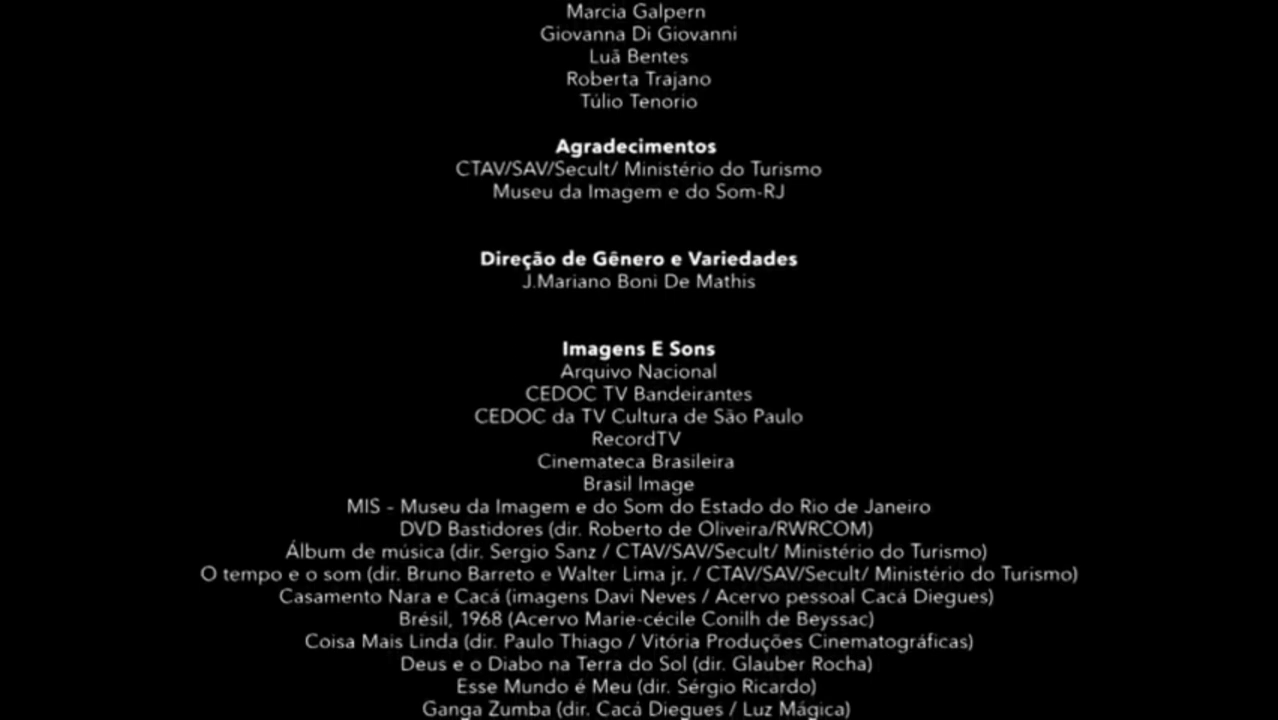 Marcia Galpern
Giovanna Di Giovanni
Luã Bentes
Roberta Trajano
Túlio Tenorio
Agradecimentos
CTAV/SAV/Secult/ Ministério do Turismo
Museu da Imagem e do Som-RJ
Direção de Gênero e Variedades
J.Mariano Boni De Mathis
Imagens E Sons
Arquivo Nacional
CEDOC TV Bandeirantes
CEDOC da TV Cultura de São Paulo
RecordTV
Cinemateca Brasileira
Brasil Image
MIS - Museu da Imagem e do Som do Estado do Rio de Janeiro
DVD Bastidores (dir. Roberto de Oliveira/RWRCOM)
Álbum de música (dir. Sergio Sanz / CTAV/SAV/Secult/ Ministério do Turismo)
O tempo e o som (dir. Bruno Barreto e Walter Lima jr. / CTAV/SAV/Secult/ Ministério do Turismo)
Casamento Nara e Cacá (imagens Davi Neves / Acervo pessoal Cacá Diegues)
Brésil, 1968 (Acervo Marie-cécile Conilh de Beyssac)
Coisa Mais Linda (dir. Paulo Thiago / Vitória Produções Cinematográficas)
Deus e o Diabo na Terra do Sol (dir. Glauber Rocha)
Esse Mundo é Meu (dir. Sérgio Ricardo)
Ganga Zumba (dir. Cacá Diegues / Luz Mágica)